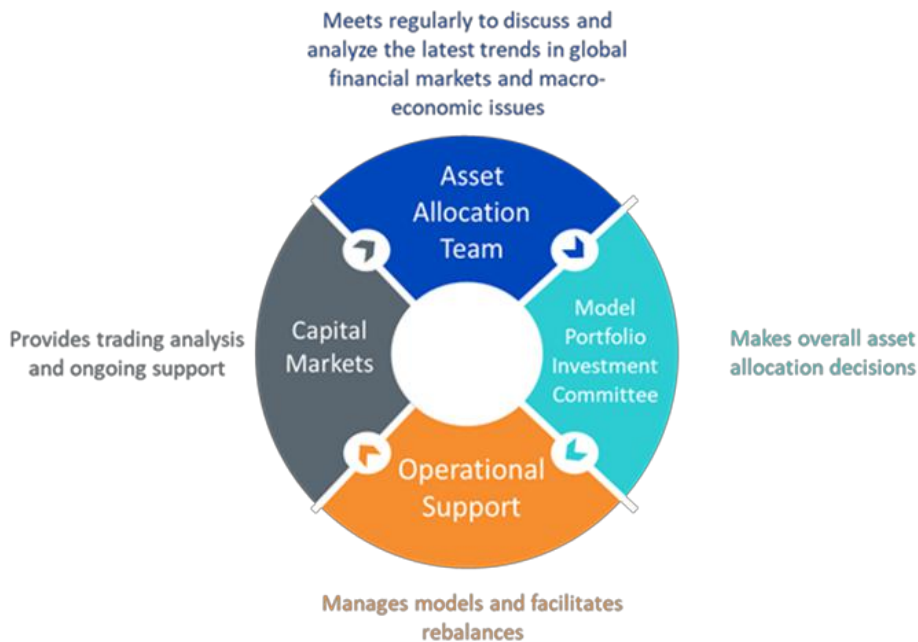 Meets regularly to discuss and
analyze the latest trends in global
financial markets and macro-
economic issues
Asset
Allocation
Team
Capital
Markets
Model
Portfolio
Investment
Committee
Provides trading analysis
and ongoing support
Makes overall asset
allocation decisions
Operational
Support
Manages models and facilitates
rebalances